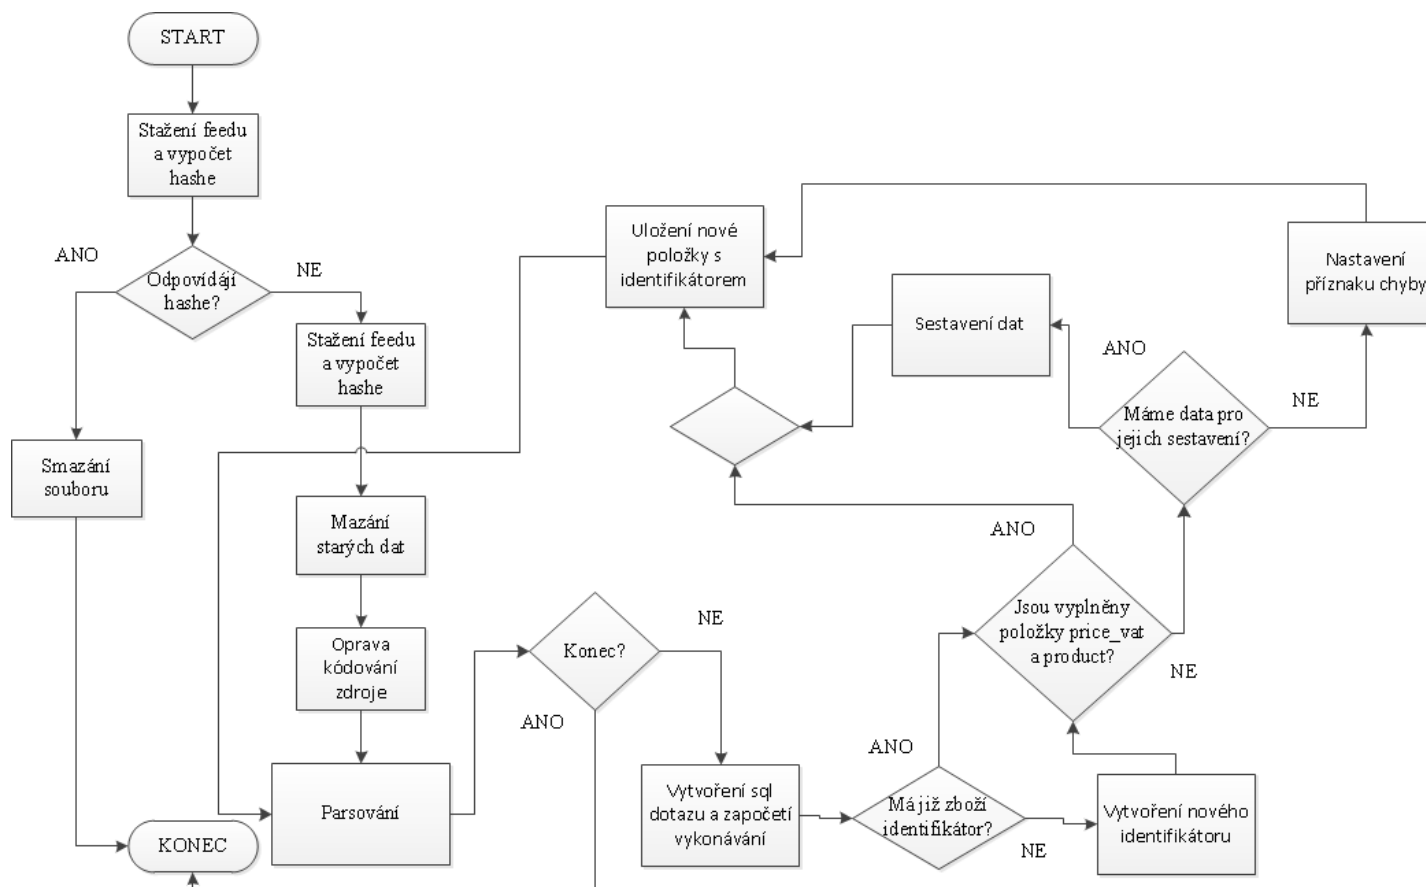 START
Stažení feedu
a vypočet
hashe
ANO
Odpovídájí
hashe?
NE
Stažení feedu
a vypočet
hashe
Smazání
souboru
Mazání
starých dat
Oprava
kódování
zdroje
Parsování
KONEC
Konec?
NE
ANO
Vytvoření sql
dotazu a započetí
vykonávání
Má již zboží
identifikátor?
ANO
NE
Vytvoření nového
identifikátoru
Jsou vyplněny
položky price_vat
a product?
ANO
NE
Máme data pro
jejich sestavení?
ANO
NE
Sestavení dat
Nastavení
příznaku chyby
Uložení nové
položky s
identifikátorem